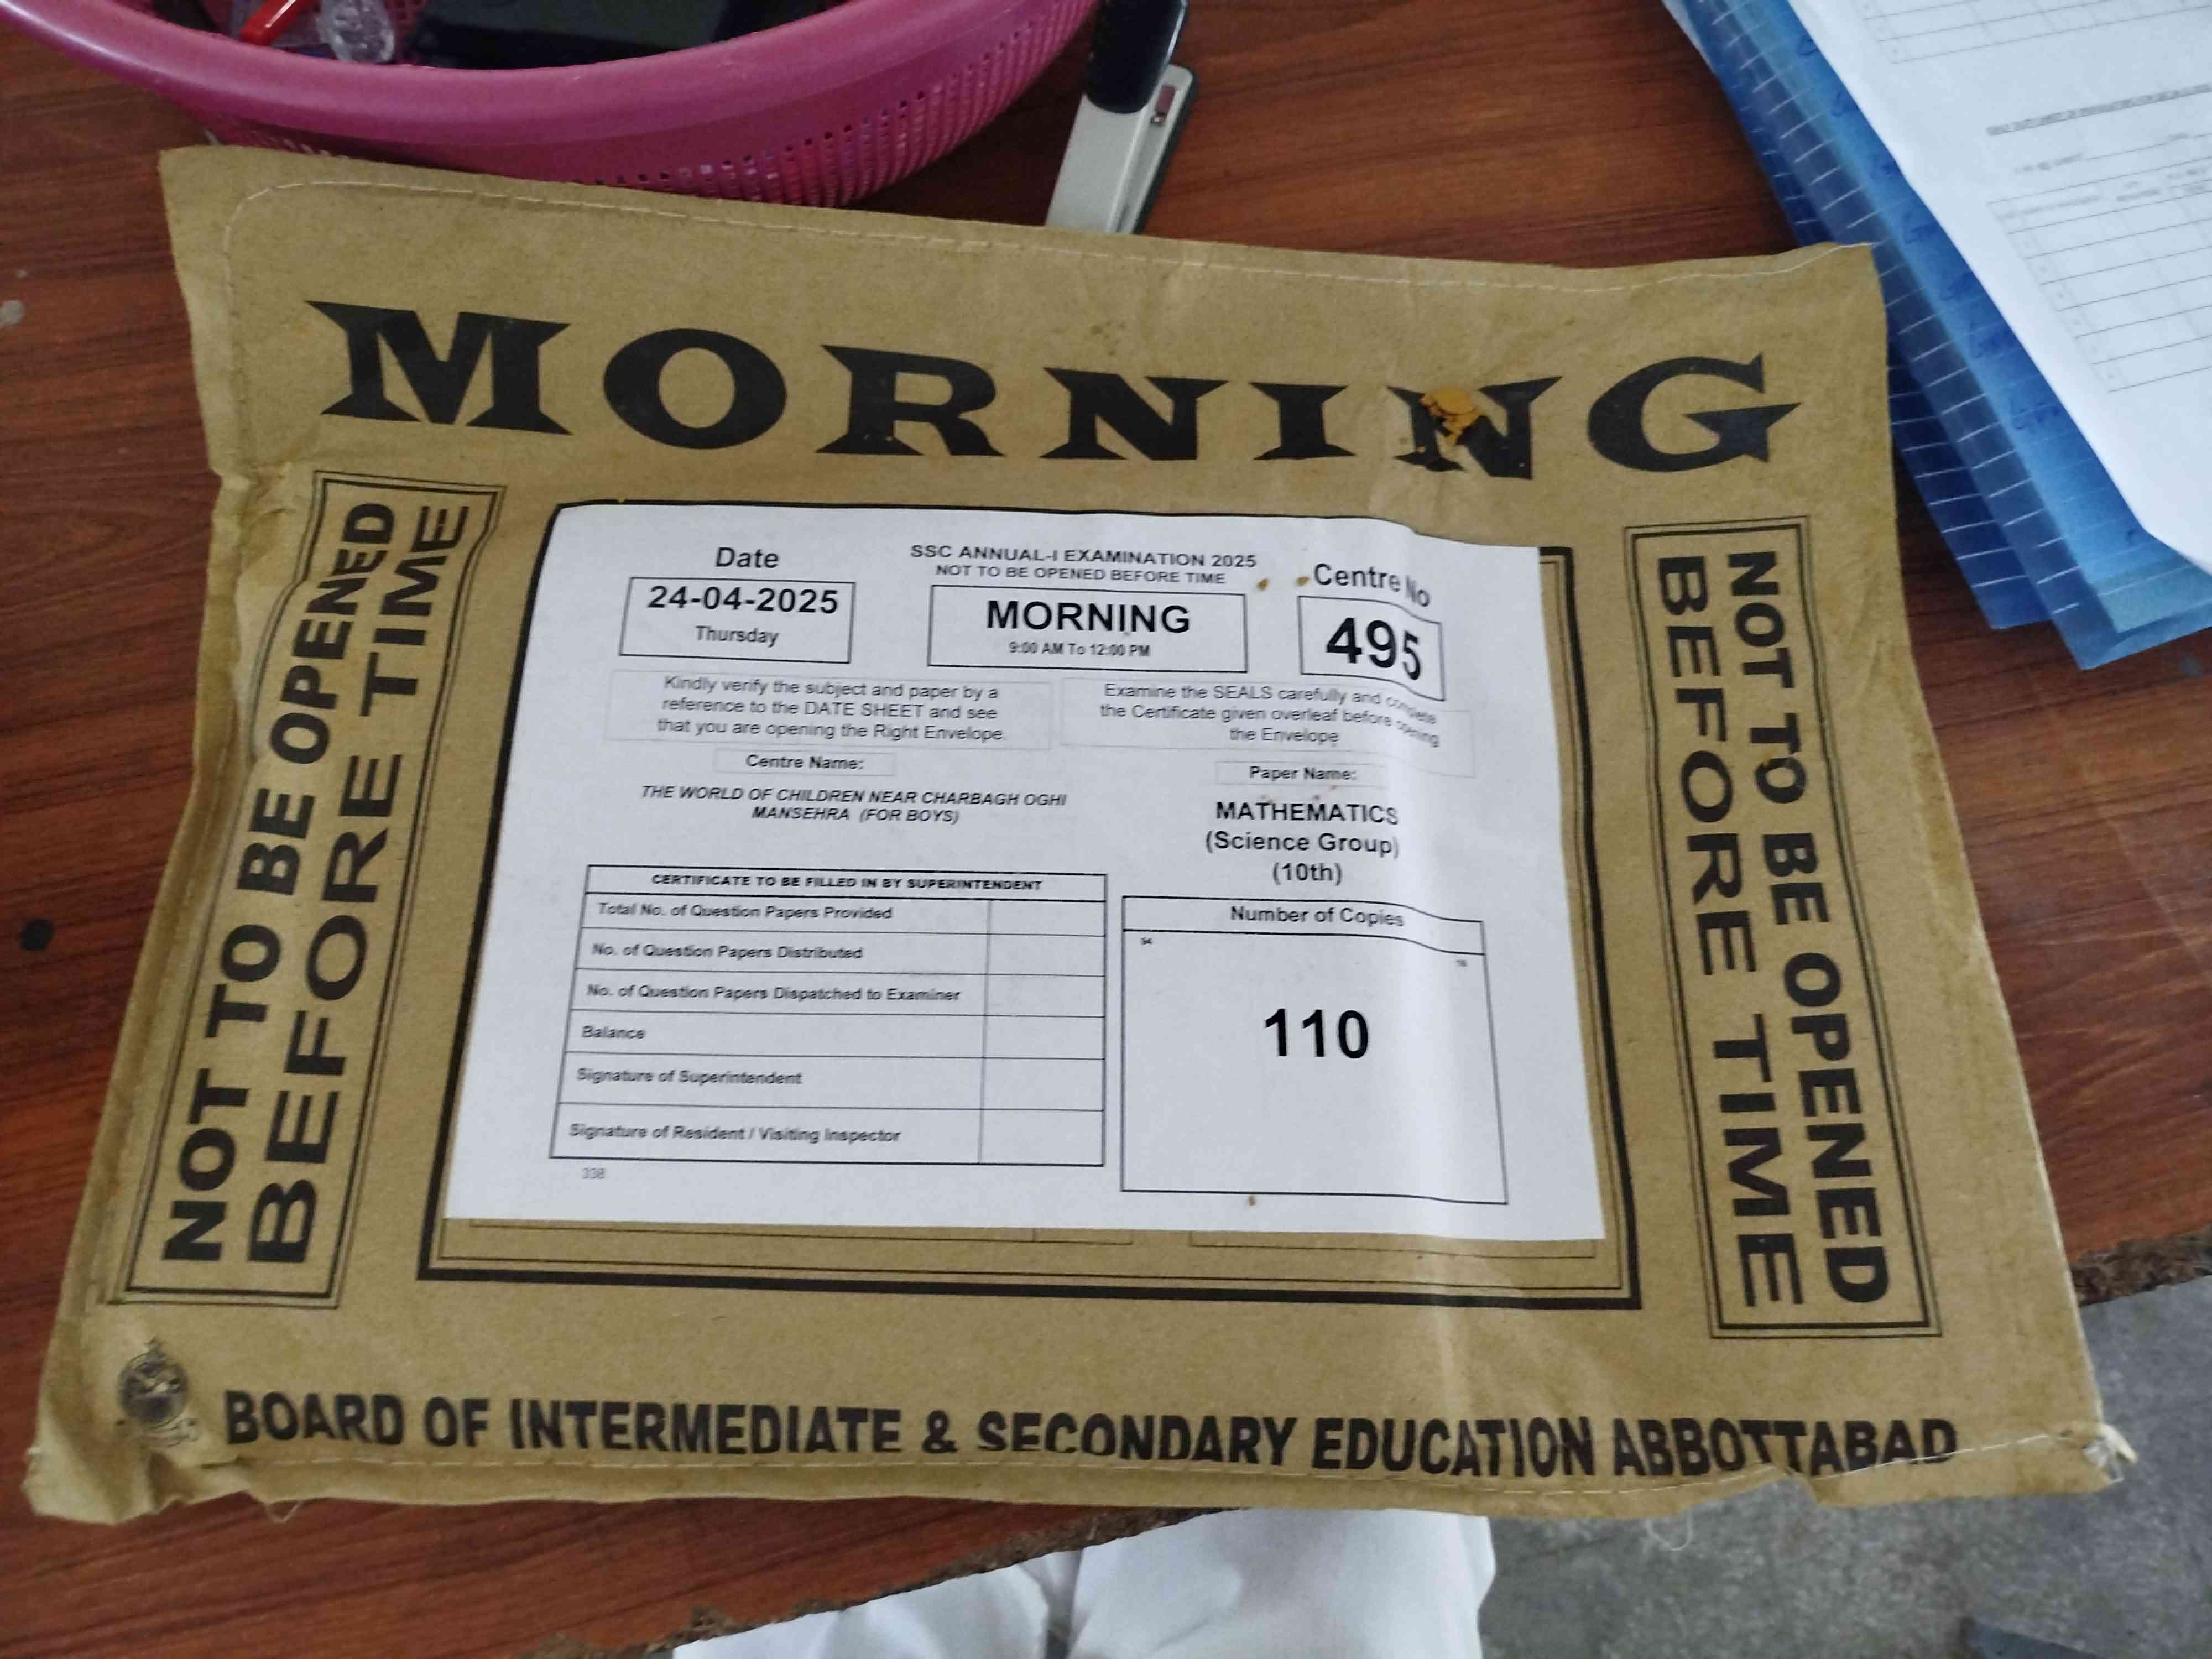 MORNING
NOT TO BE OPENED
BEFORE TIME
Date
24-04-2025
Thursday
SSC ANNUAL-I EXAMINATION 2025
NOT TO BE OPENED BEFORE TIME
MORNING
9:00 AM To 12:00 PM
Centre No
495
Kindly verify the subject and paper by a
reference to the DATE SHEET and see
that you are opening the Right Envelope.
Examine the SEALS carefully and complete
the Certificate given overleaf before opening
the Envelope
Centre Name:
THE WORLD OF CHILDREN NEAR CHARBAGH OGHI
MANSEHRA (FOR BOYS)
Paper Name:
MATHEMATICS
(Science Group)
(10th)
CERTIFICATE TO BE FILLED IN BY SUPERINTENDENT
Total No. of Question Papers Provided
No. of Question Papers Distributed
No. of Question Papers Dispatched to Examiner
Balance
Signature of Superintendent
Signature of Resident / Visiting Inspector
338
Number of Copies
110
NOT TO BE OPENED
BEFORE TIME
BOARD OF INTERMEDIATE & SECONDARY EDUCATION ABBOTTABAD